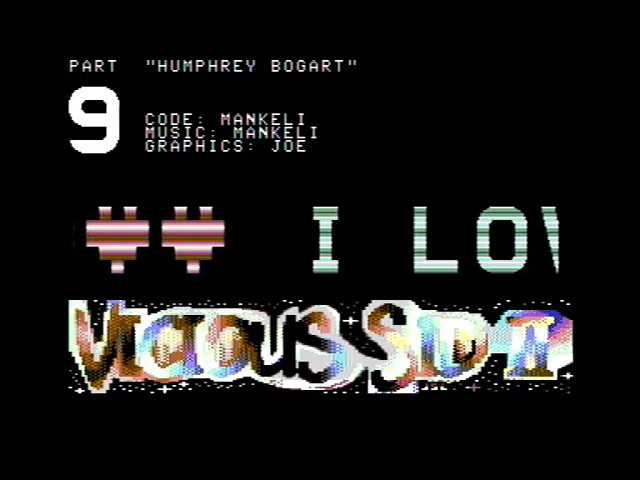 PART "HUMPHREY BOGART"
9
CODE: MANKELI
MUSIC: MANKELI
GRAPHICS: JOE
I LOV
VICIOUS SID